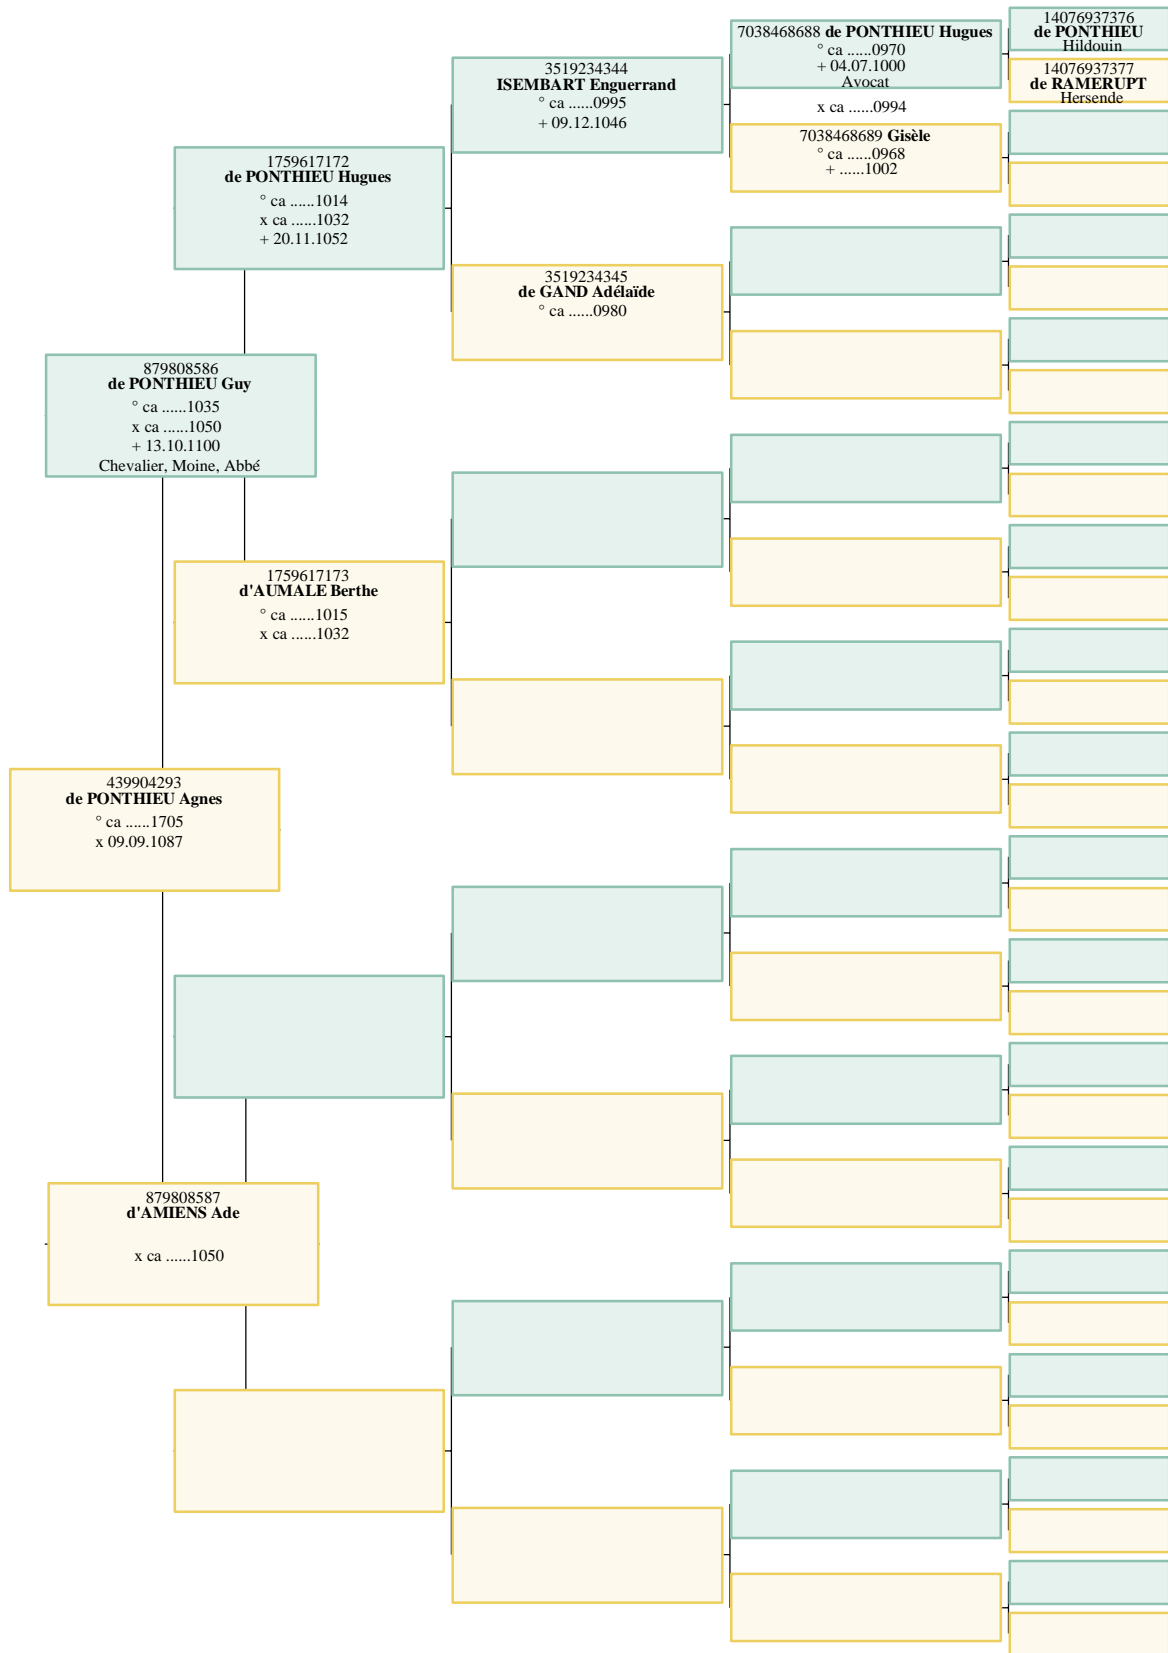 14076937376
de PONTHIEU
Hildouin
14076937377
de RAMERUPT
Hersende
7038468688 de PONTHIEU Hugues
° ca ......0970
+ 04.07.1000
Avocat
x ca ......0994
7038468689 Gisèle
° ca ......0968
+ ......1002
3519234344
ISEMBART Enguerrand
° ca ......0995
+ 09.12.1046
1759617172
de PONTHIEU Hugues
° ca ......1014
x ca ......1032
+ 20.11.1052
3519234345
de GAND Adélaïde
° ca ......0980
879808586
de PONTHIEU Guy
° ca ......1035
x ca ......1050
+ 13.10.1100
Chevalier, Moine, Abbé
1759617173
d'AUMALE Berthe
° ca ......1015
x ca ......1032
439904293
de PONTHIEU Agnes
° ca ......1705
x 09.09.1087
879808587
d'AMIENS Ade
x ca ......1050